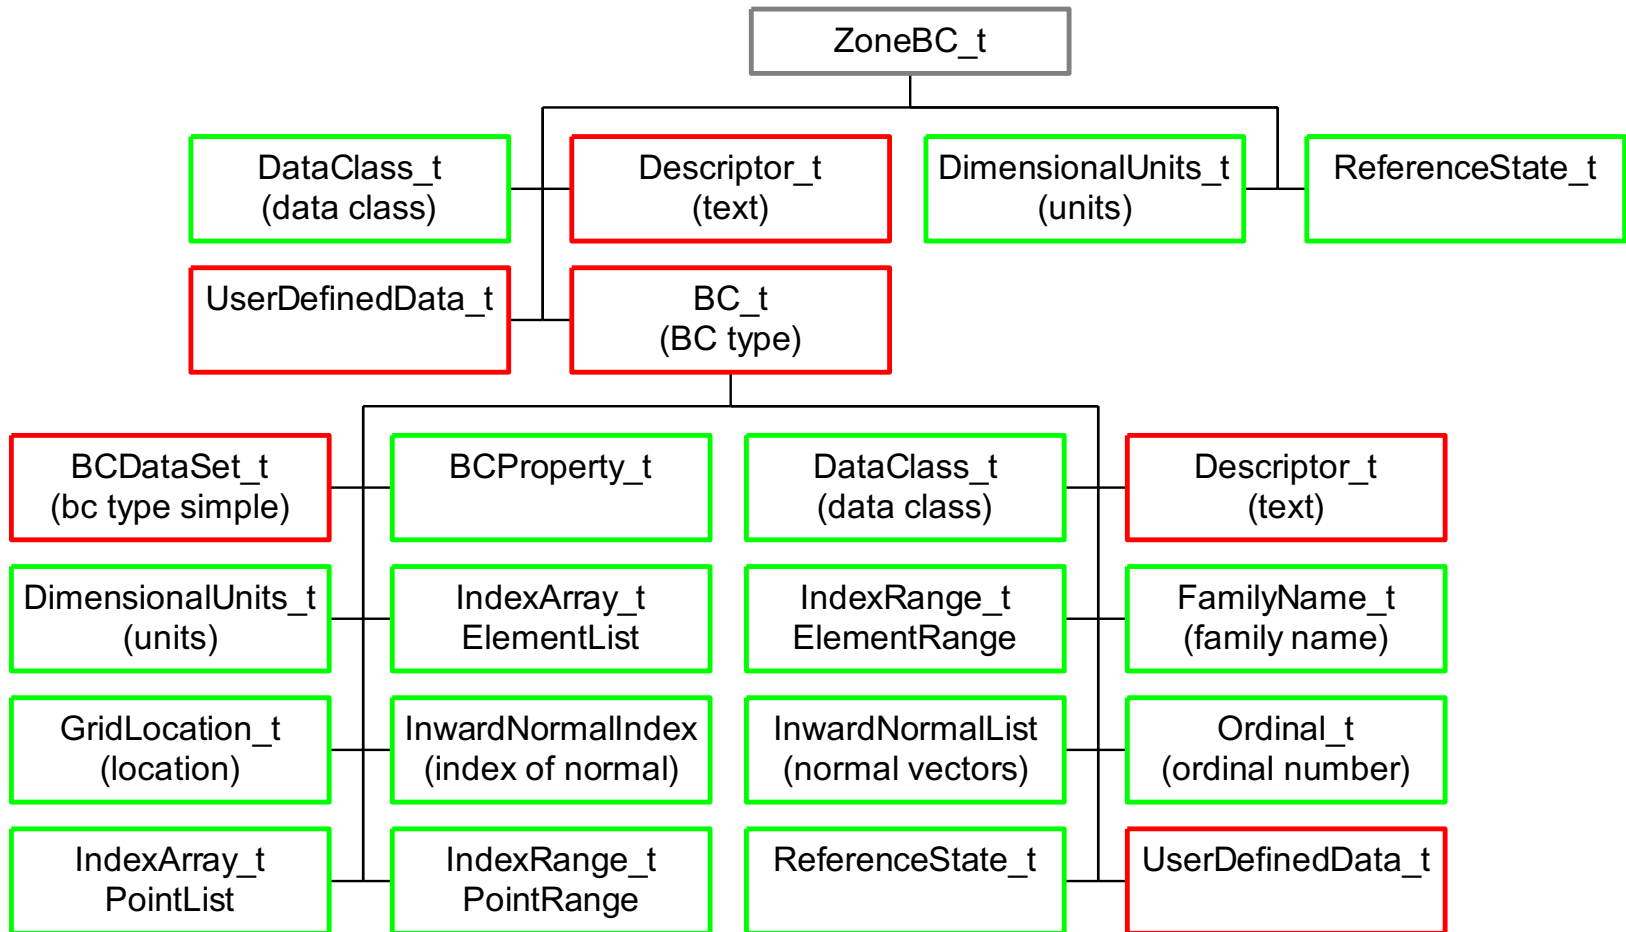 ZoneBC_t
DataClass_t
(data class)
Descriptor_t
(text)
DimensionalUnits_t
(units)
ReferenceState_t
UserDefinedData_t
BC_t
(BC type)
BCDataSet_t
(bc type simple)
BCProperty_t
DataClass_t
(data class)
Descriptor_t
(text)
DimensionalUnits_t
(units)
IndexArray_t
ElementList
IndexRange_t
ElementRange
FamilyName_t
(family name)
GridLocation_t
(location)
InwardNormalIndex
(index of normal)
InwardNormalList
(normal vectors)
Ordinal_t
(ordinal number)
IndexArray_t
PointList
IndexRange_t
PointRange
ReferenceState_t
UserDefinedData_t